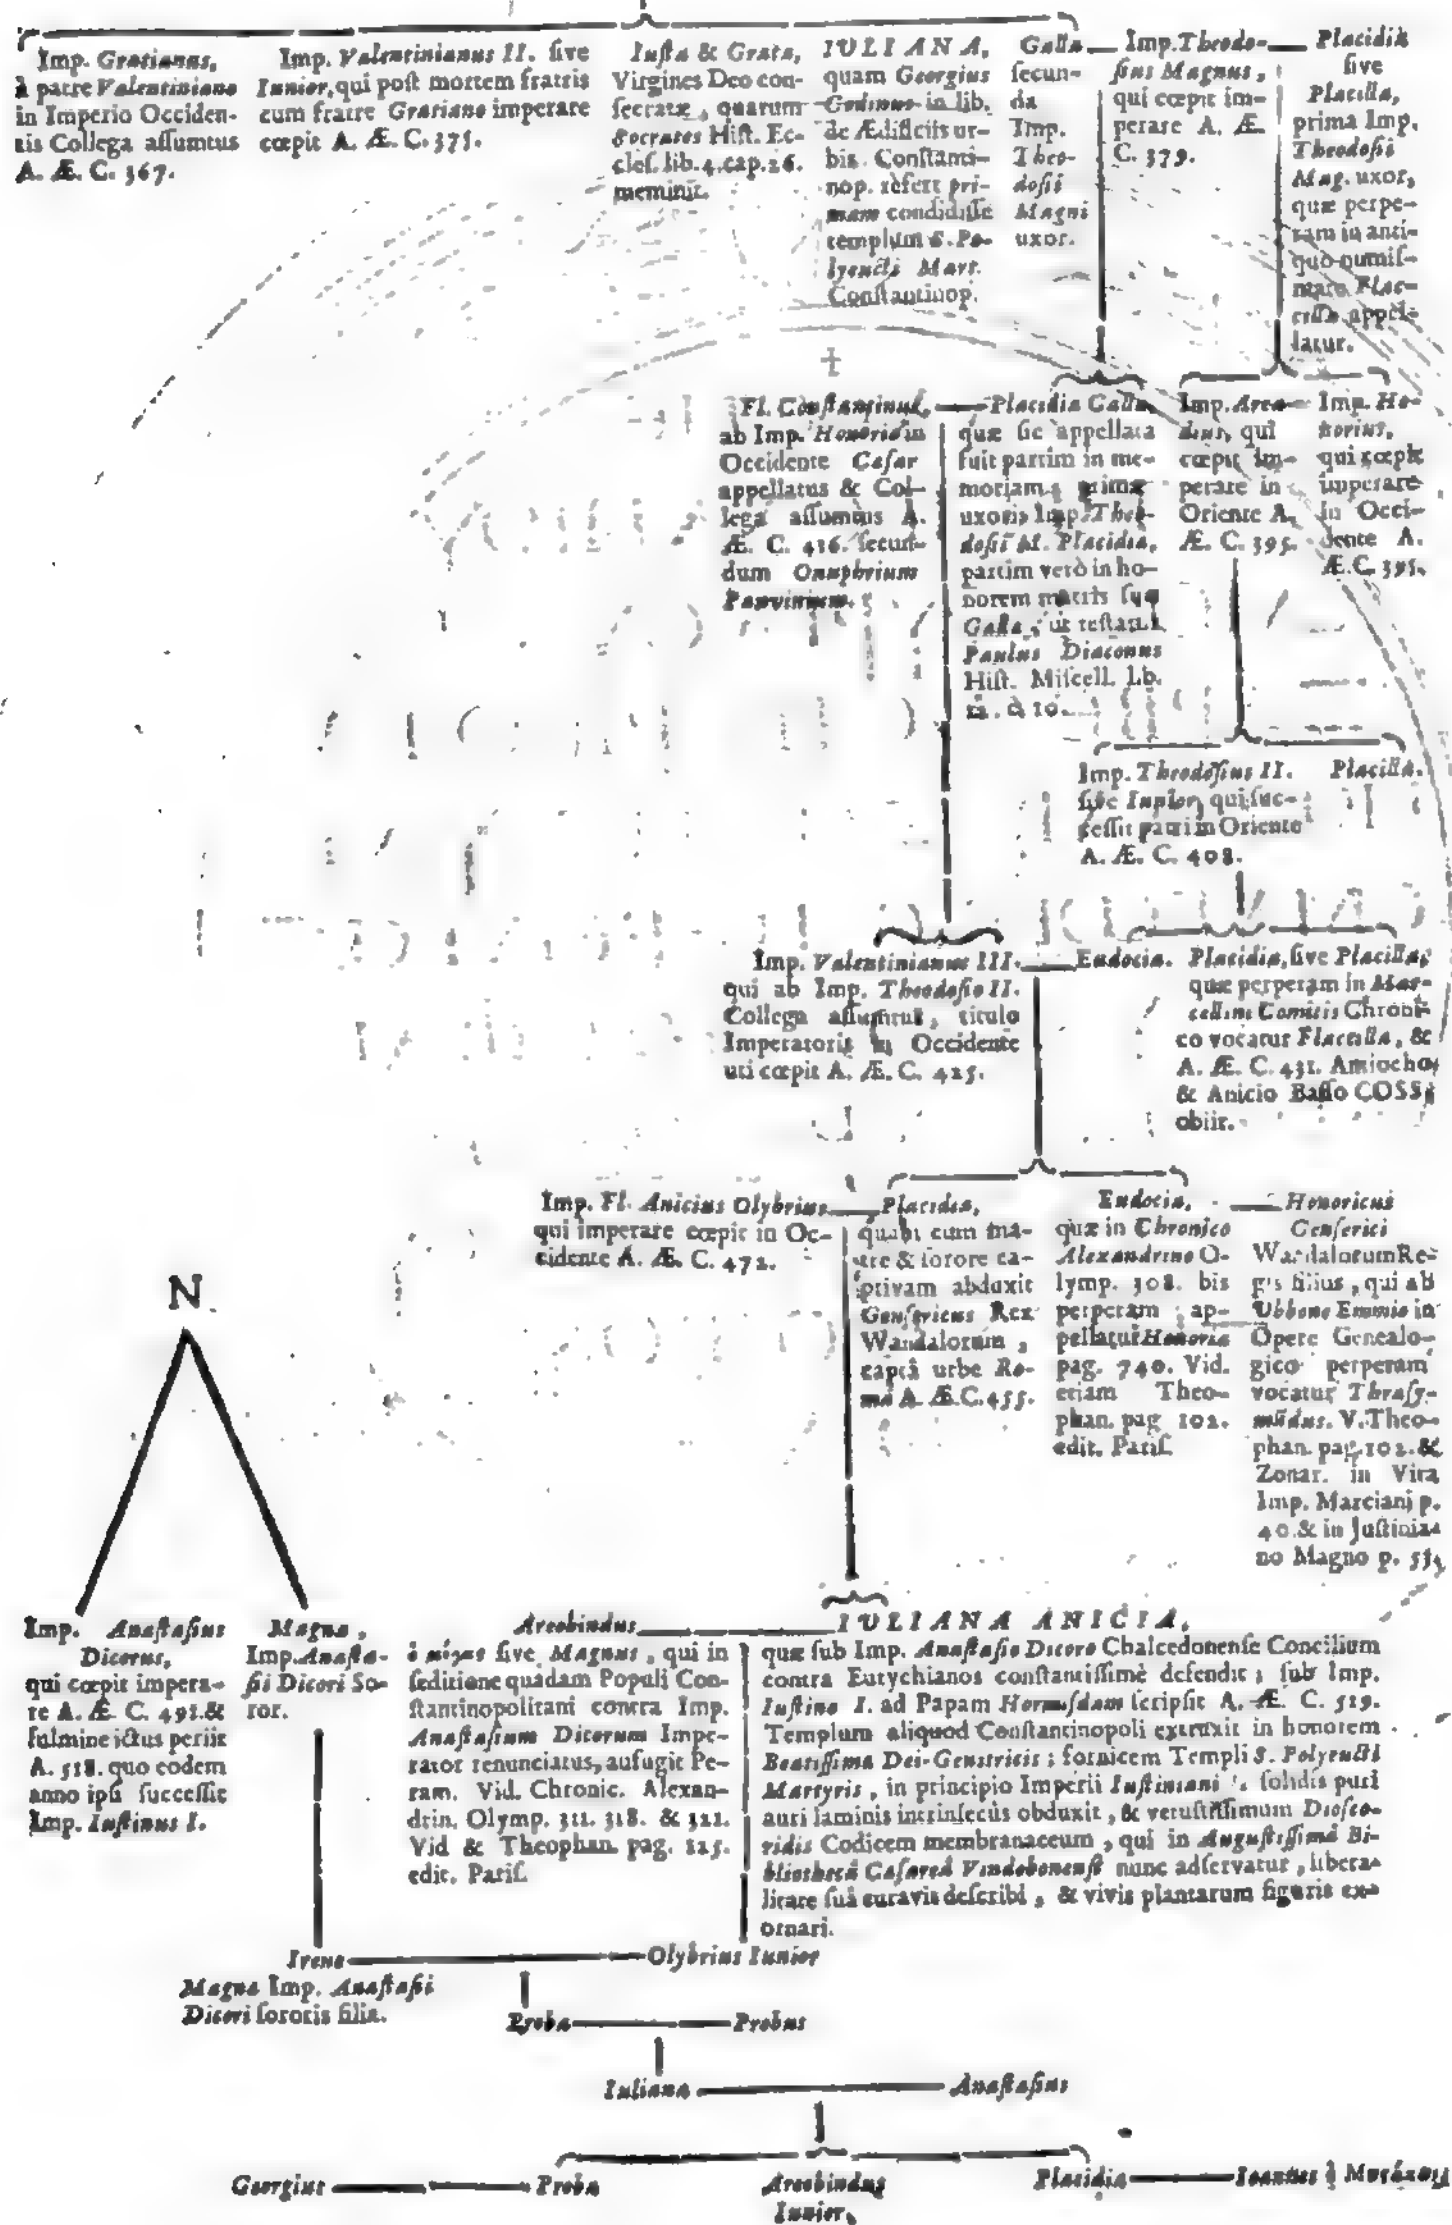 Imp. Gratianus,
à patre Valentiniano
in Imperio Occiden-
tis Collega assumtus
A. Æ. C. 367.
Imp. Valentinianus II. sive
Iunior, qui post mortem fratris
cum fratre Gratiano imperare
cœpit A. Æ. C. 375.
Iusta & Grata,
Virgines Deo con-
secratæ, quarum
Socrates Hist. Ec-
cles. lib. 4. cap. 26.
meminit.
IULIANA,
quam Georgius
Codinus in lib.
de Ædificiis ur-
bis Constanti-
nop. refert pri-
mam condidisse
templum S. Po-
lyeucti Mart.
Constantinop.
Galla
secun-
da
Imp.
Theo-
dosii
Magni
uxor.
Imp. Theodo-
sius Magnus,
qui cœpit im-
perare A. Æ.
C. 379.
Placidia
sive
Placilla,
prima Imp.
Theodosii
Mag. uxor,
quæ perpe-
ram in anti-
quo numis-
mate Flac-
cilla appel-
latur.
Fl. Constantinus,
ab Imp. Honorio in
Occidente Cæsar
appellatus & Col-
lega assumtus A.
Æ. C. 416. secun-
dum Onuphrium
Panvinium.
Placidia Galla,
quæ sic appellata
fuit partim in me-
moriam primæ
uxoris Imp. Theo-
dosii M. Placidiæ,
partim verò in ho-
norem matris suæ
Gallæ, ut testatur
Paulus Diaconus
Hist. Miscell. Lb.
12. c. 10.
Imp. Arca-
dius, qui
cœpit im-
perare in
Oriente A.
Æ. C. 395.
Imp. Ho-
norius,
qui cœpit
imperare
in Occi-
dente A.
Æ. C. 395.
Imp. Theodosius II.
sive Iunior, qui suc-
cessit patri in Oriente
A. Æ. C. 408.
Placilla.
Imp. Valentinianus III.
qui ab Imp. Theodosio II.
Collega assumtus, titulo
Imperatoris in Occidente
uti cœpit A. Æ. C. 425.
Eudocia.
Placidia, sive Placilla,
quæ perperam in Mar-
cellini Comitis Chroni-
co vocatur Flaccilla, &
A. Æ. C. 431. Antiocho
& Anicio Basso COSS.
obiit.
Imp. Fl. Anicius Olybrius
qui imperare cœpit in Oc-
cidente A. Æ. C. 472.
Placidia,
quam cum ma-
tre & sorore ca-
ptivam abduxit
Gensericus Rex
Wandalorum,
captâ urbe Ro-
mâ A. Æ. C. 455.
Eudocia,
quæ in Chronico
Alexandrino O-
lymp. 308. bis
perperam ap-
pellatur Honoria
pag. 740. Vid.
etiam Theo-
phan. pag 102.
edit. Paris.
Honoricus
Genserici
Wandalorum Re-
gis filius, qui ab
Ubbone Emmio in
Opere Genealo-
gico perperam
vocatur Thrasy-
mundus. V. Theo-
phan. pag. 102. &
Zonar. in Vita
Imp. Marciani p.
40. & in Justinia-
no Magno p. 53.
N
Imp. Anastasius
Dicorus,
qui cœpit impera-
re A. Æ. C. 491. &
fulmine ictus periit
A. 518. quo eodem
anno ipsi successit
Imp. Iustinus I.
Magna,
Imp. Anasta-
sii Dicori So-
ror.
Areobindus
ὁ μέγας sive Magnus, qui in
seditione quadam Populi Con-
stantinopolitani contra Imp.
Anastasium Dicorum Impe-
rator renunciatus, aufugit Pe-
ram. Vid. Chronic. Alexan-
drin. Olymp. 311. 318. & 322.
Vid & Theophan. pag. 125.
edit. Paris.
IULIANA ANICIA,
quæ sub Imp. Anastasio Dicoro Chalcedonense Concilium
contra Eutychianos constantissimè defendit; sub Imp.
Iustino I. ad Papam Hormisdam scripsit A. Æ. C. 519.
Templum aliquod Constantinopoli extruxit in honorem
Beatissimæ Dei-Genitricis; fornicem Templi S. Polyeucti
Martyris, in principio Imperii Iustiniani I. solidis puri
auri laminis intrinsecùs obduxit, & vetustissimum Diosco-
ridis Codicem membranaceum, qui in Augustissimâ Bi-
bliothecâ Cæsareâ Vindobonensi nunc adservatur, libera-
litate suâ curavit describi, & vivis plantarum figuris ex-
ornari.
Irene
Magnæ Imp. Anastasii
Dicori sororis filia.
Olybrius Iunior
Proba
Probus
Iuliana
Anastasius
Georgius
Proba
Areobindus
Iunior,
Placidia
Ioannes ὁ